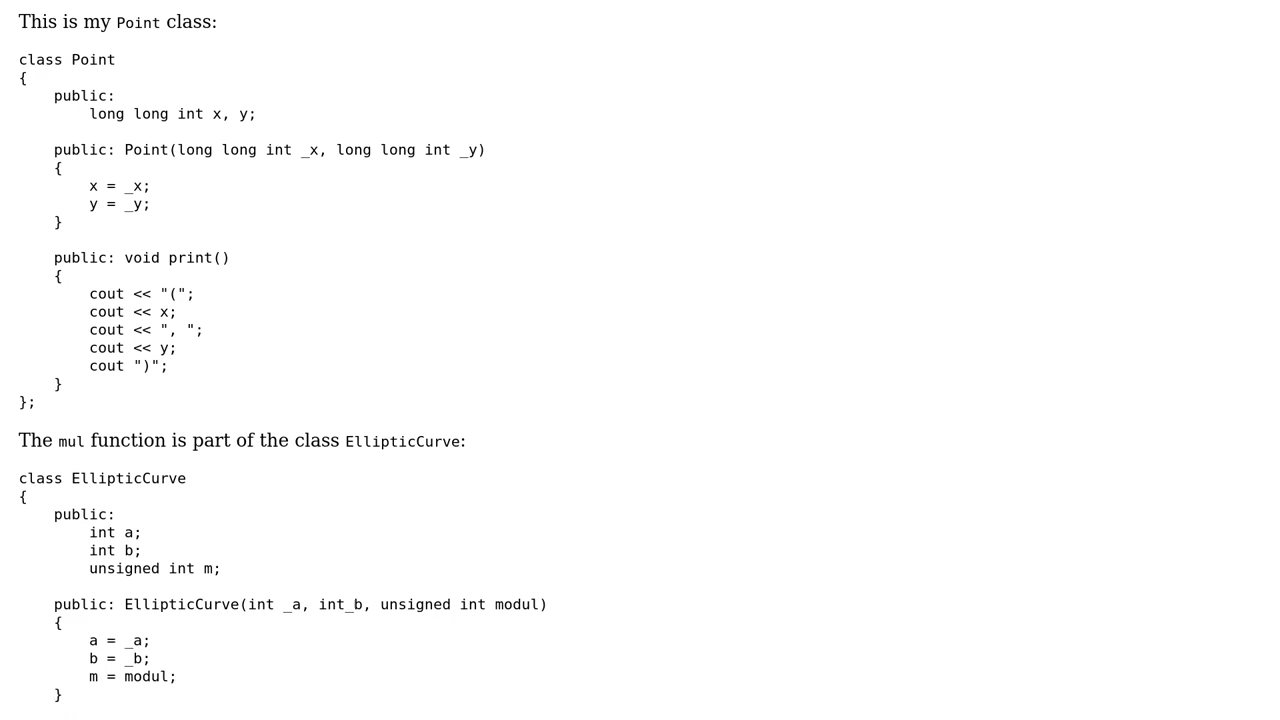 This is my Point class:
class Point
{
    public:
        long long int x, y;
    public: Point(long long int _x, long long int _y)
    {
        x = _x;
        y = _y;
    }
    public: void print()
    {
        cout << "(";
        cout << x;
        cout << ", ";
        cout << y;
        cout ")";
    }
};
The mul function is part of the class EllipticCurve:
class EllipticCurve
{
    public:
        int a;
        int b;
        unsigned int m;
    public: EllipticCurve(int _a, int_b, unsigned int modul)
    {
        a = _a;
        b = _b;
        m = modul;
    }